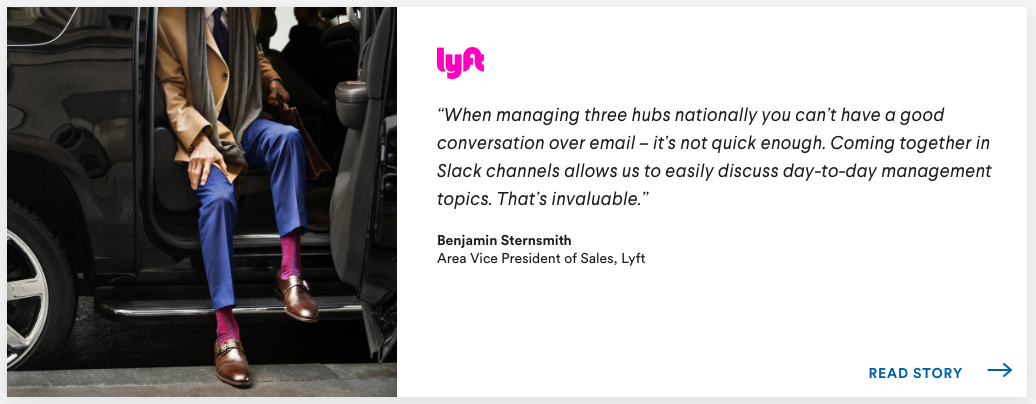 lyft
“When managing three hubs nationally you can’t have a good
conversation over email – it’s not quick enough. Coming together in
Slack channels allows us to easily discuss day-to-day management
topics. That’s invaluable.”
Benjamin Sternsmith
Area Vice President of Sales, Lyft
READ STORY